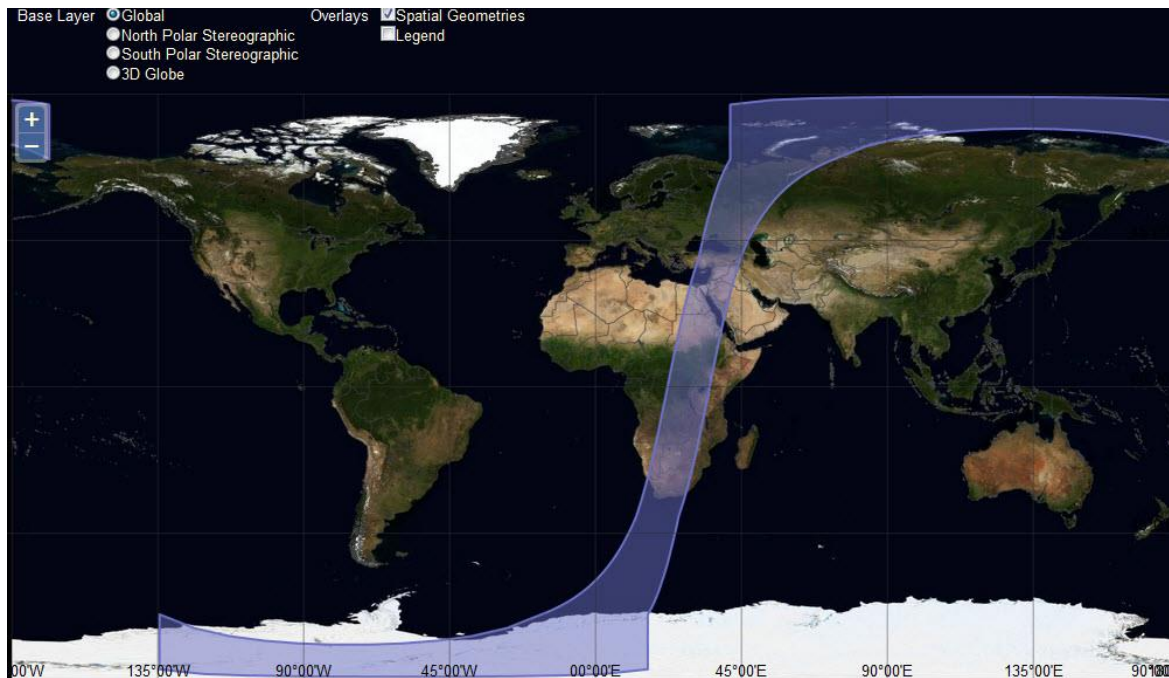 Base Layer Global Overlays Spatial Geometries
North Polar Stereographic Legend
South Polar Stereographic
3D Globe
+
−
00'W 135°00'W 90°00'W 45°00'W 00°00'E 45°00'E 90°00'E 135°00'E